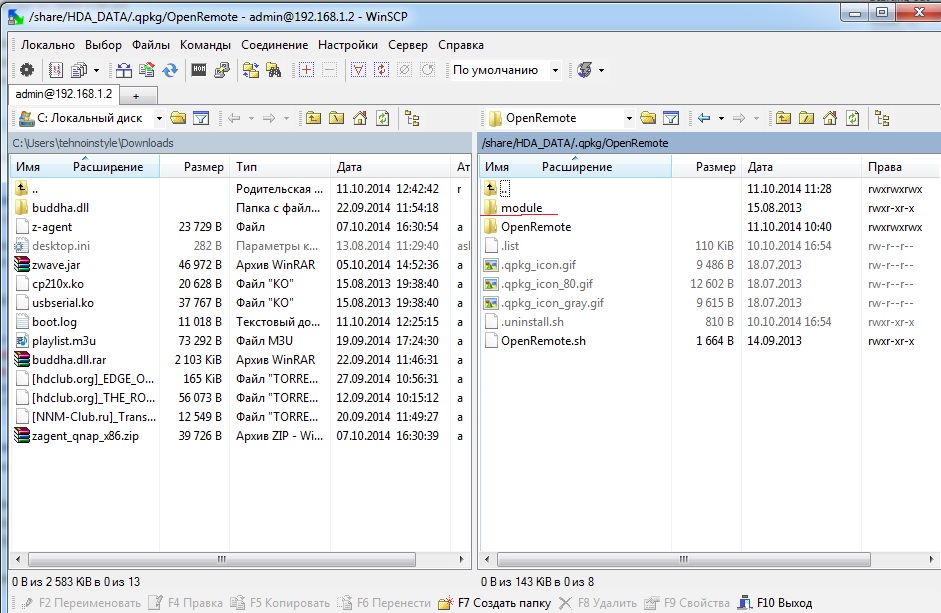 /share/HDA_DATA/.qpkg/OpenRemote - admin@192.168.1.2 - WinSCP
Локально Выбор Файлы Команды Соединение Настройки Сервер Справка
По умолчанию
admin@192.168.1.2
C: Локальный диск OpenRemote
C:\Users\tehnoinstyle\Downloads /share/HDA_DATA/.qpkg/OpenRemote
Имя Расширение Размер Тип Дата Ат Имя Расширение Размер Дата Права
.. Родительская ... 11.10.2014 12:42:42 r .. 11.10.2014 11:28 rwxrwxrwx
buddha.dll Папка с файл... 22.09.2014 11:54:18 module 15.08.2013 rwxr-xr-x
z-agent 23 729 B Файл 07.10.2014 16:30:54 a OpenRemote 11.10.2014 10:40 rwxrwxrwx
desktop.ini 282 B Параметры к... 13.08.2014 11:29:40 asl .list 110 KiB 10.10.2014 16:54 rw-r--r--
zwave.jar 46 972 B Архив WinRAR 05.10.2014 14:52:36 a .qpkg_icon.gif 9 486 B 18.07.2013 rw-r--r--
cp210x.ko 20 628 B Файл "KO" 15.08.2013 19:38:40 a .qpkg_icon_80.gif 12 602 B 18.07.2013 rw-r--r--
usbserial.ko 37 767 B Файл "KO" 15.08.2013 19:38:40 a .qpkg_icon_gray.gif 9 615 B 18.07.2013 rw-r--r--
boot.log 11 018 B Текстовый до... 11.10.2014 12:25:15 a .uninstall.sh 810 B 10.10.2014 16:54 rwxr-xr-x
playlist.m3u 73 292 B Файл M3U 19.09.2014 17:24:30 a OpenRemote.sh 1 664 B 14.09.2013 rwxr-xr-x
buddha.dll.rar 2 103 KiB Архив WinRAR 22.09.2014 11:46:31 a
[hdclub.org]_EDGE_O... 165 KiB Файл "TORRE... 27.09.2014 10:56:31 a
[hdclub.org]_THE_RO... 56 073 B Файл "TORRE... 12.09.2014 10:15:12 a
[NNM-Club.ru]_Trans... 12 549 B Файл "TORRE... 20.09.2014 11:49:27 a
zagent_qnap_x86.zip 39 726 B Архив ZIP - Wi... 07.10.2014 16:30:39 a
0 B из 2 583 KiB в 0 из 13 0 B из 143 KiB в 0 из 8
F2 Переименовать F4 Правка F5 Копировать F6 Перенести F7 Создать папку F8 Удалить F9 Свойства F10 Выход